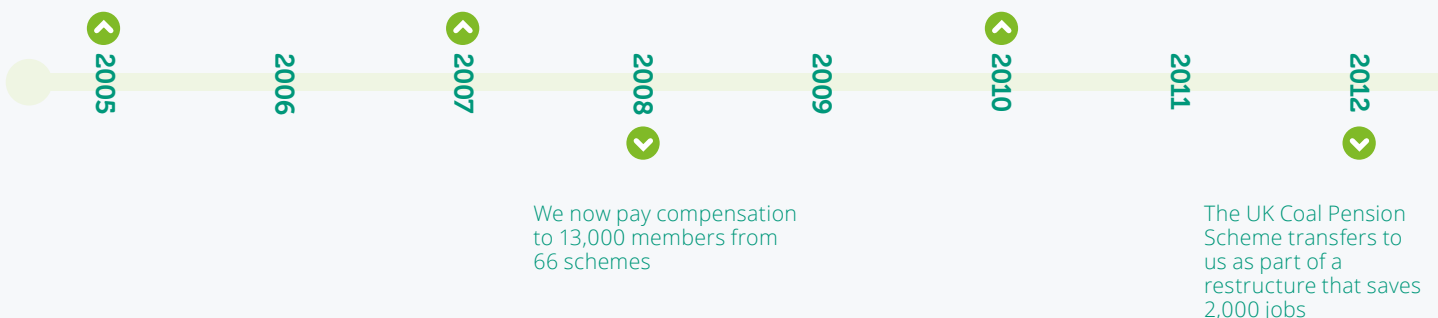 2005
2006
2007
2008
2009
2010
2011
2012
We now pay compensation
to 13,000 members from
66 schemes
The UK Coal Pension
Scheme transfers to
us as part of a
restructure that saves
2,000 jobs